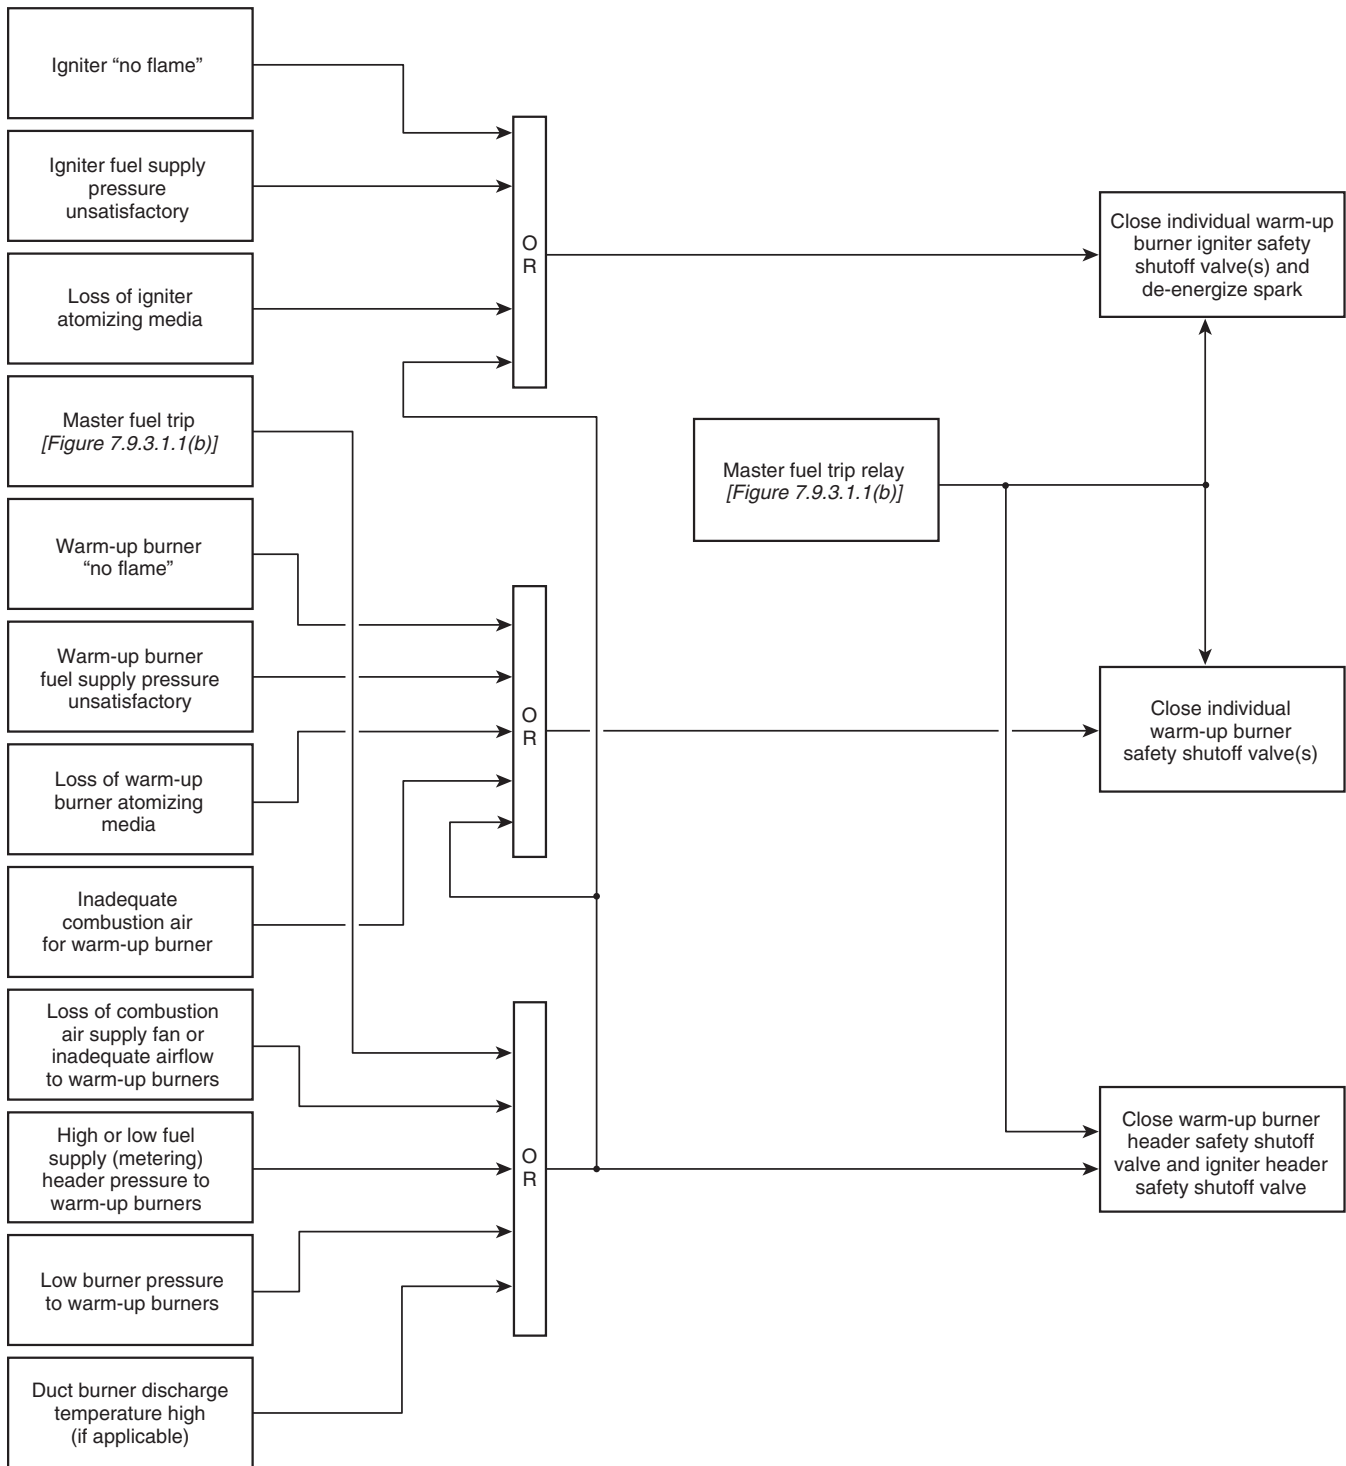 Igniter “no flame”
Igniter fuel supply
pressure
unsatisfactory
Loss of igniter
atomizing media
Master fuel trip
[Figure 7.9.3.1.1(b)]
Warm-up burner
“no flame”
Warm-up burner
fuel supply pressure
unsatisfactory
Loss of warm-up
burner atomizing
media
Inadequate
combustion air
for warm-up burner
Loss of combustion
air supply fan or
inadequate airflow
to warm-up burners
High or low fuel
supply (metering)
header pressure to
warm-up burners
Low burner pressure
to warm-up burners
Duct burner discharge
temperature high
(if applicable)
O
R
O
R
O
R
Master fuel trip relay
[Figure 7.9.3.1.1(b)]
Close individual warm-up
burner igniter safety
shutoff valve(s) and
de-energize spark
Close individual
warm-up burner
safety shutoff valve(s)
Close warm-up burner
header safety shutoff
valve and igniter header
safety shutoff valve